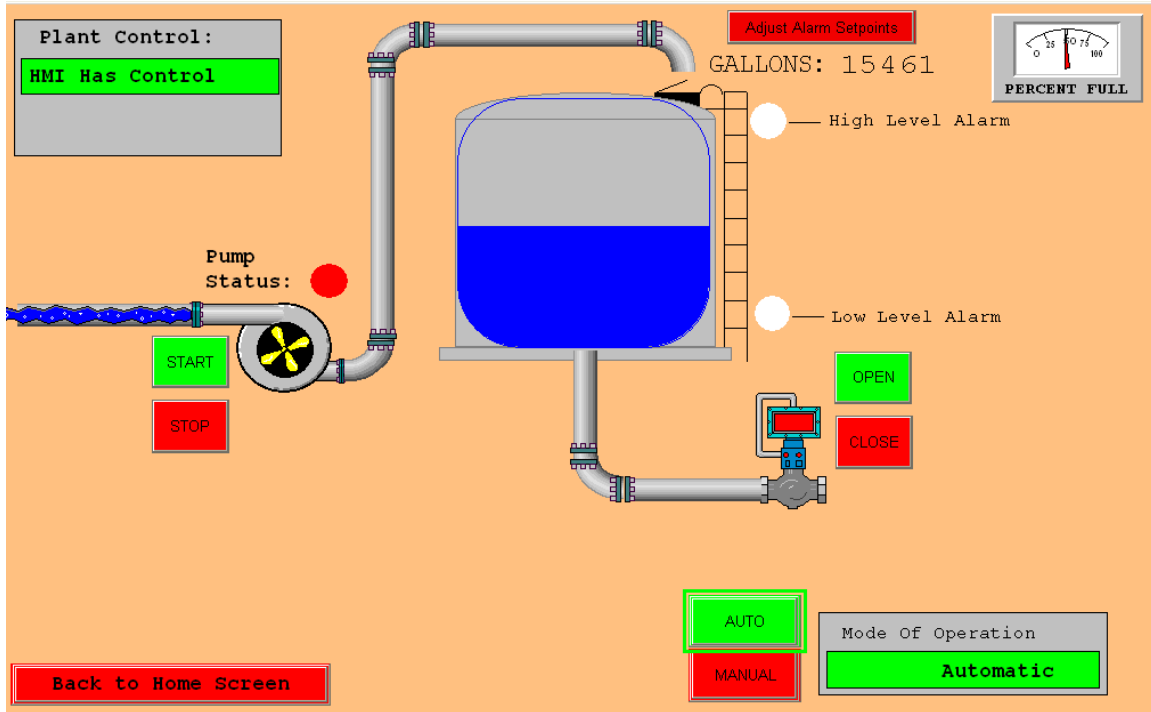 Plant Control:
HMI Has Control
Adjust Alarm Setpoints
GALLONS: 15461
0 25 50 75 100
PERCENT FULL
High Level Alarm
Pump
Status:
Low Level Alarm
START
STOP
OPEN
CLOSE
AUTO
MANUAL
Mode Of Operation
Automatic
Back to Home Screen